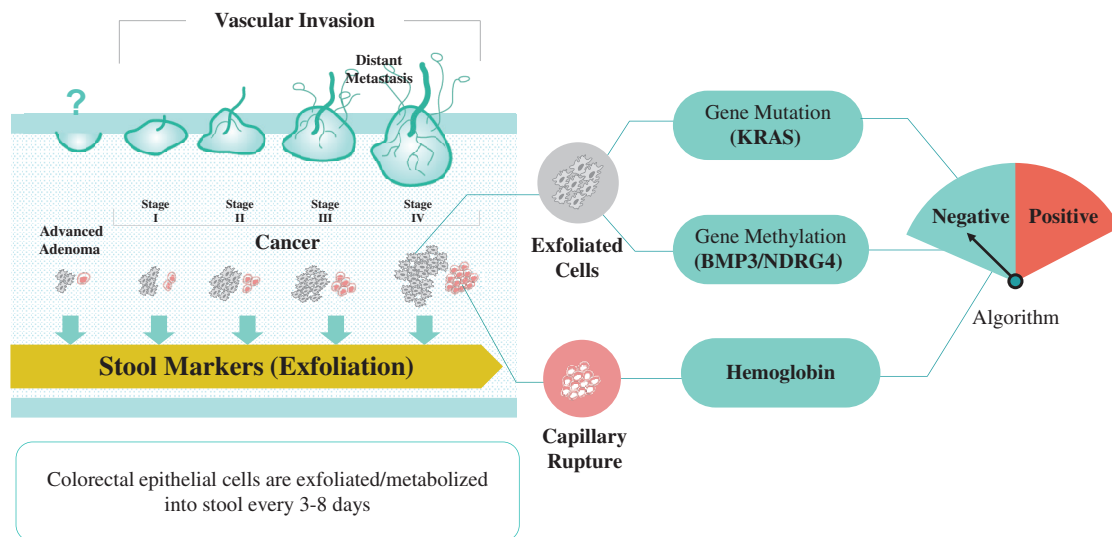 Vascular Invasion
Distant
Metastasis
?
Stage
I
Stage
II
Stage
III
Stage
IV
Advanced
Adenoma
Cancer
Stool Markers (Exfoliation)
Colorectal epithelial cells are exfoliated/metabolized
into stool every 3-8 days
Exfoliated
Cells
Capillary
Rupture
Gene Mutation
(KRAS)
Gene Methylation
(BMP3/NDRG4)
Hemoglobin
Negative
Positive
Algorithm